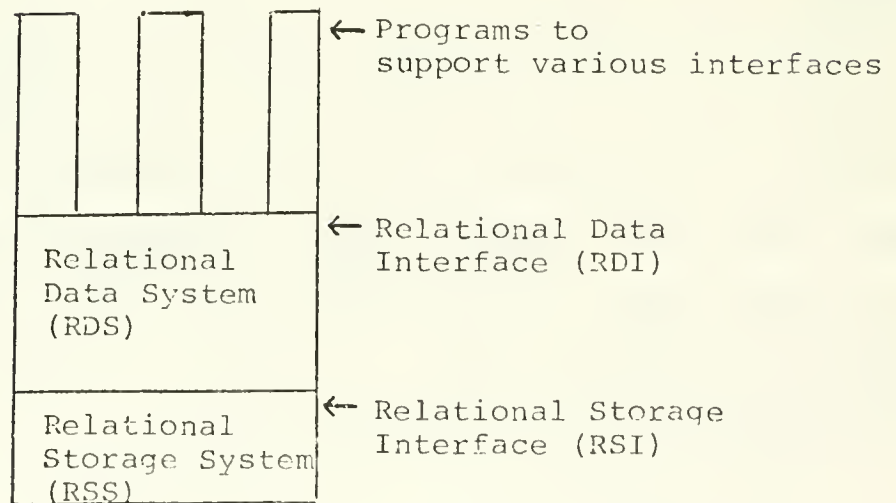 ← Programs to
support various interfaces
← Relational Data
Interface (RDI)
Relational
Data System
(RDS)
← Relational Storage
Interface (RSI)
Relational
Storage System
(RSS)